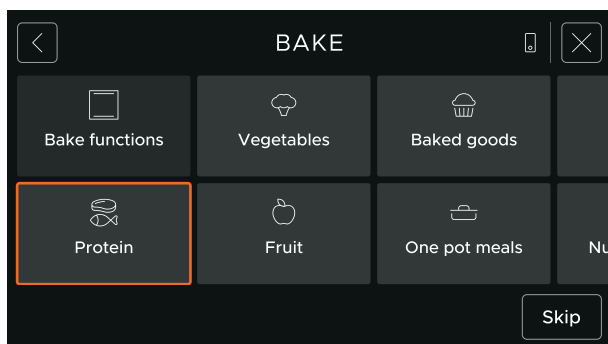 BAKE
Bake functions
Vegetables
Baked goods
Protein
Fruit
One pot meals
Skip